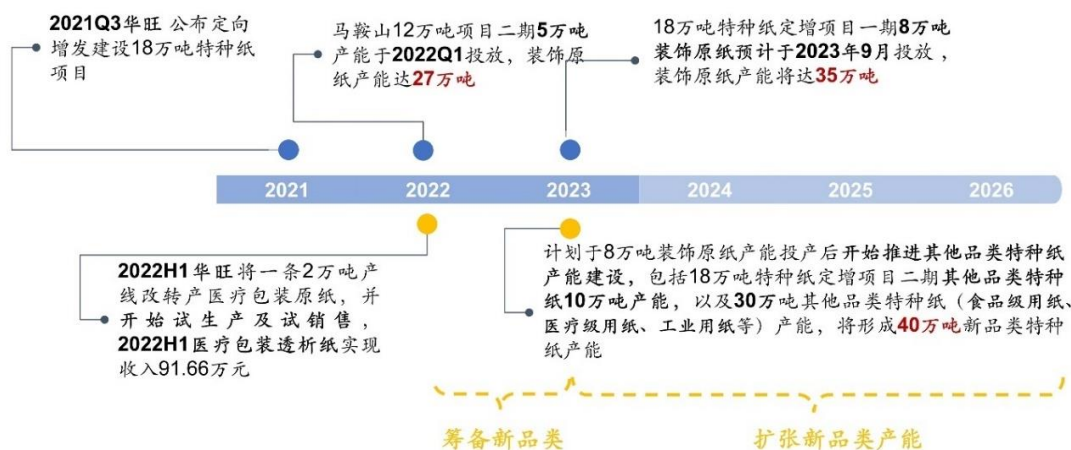 2021Q3华旺 公布定向
增发建设18万吨特种纸
项目
马鞍山12万吨项目二期5万吨
产能于2022Q1投放，装饰原
纸产能达27万吨
18万吨特种纸定增项目一期8万吨
装饰原纸预计于2023年9月投放，
装饰原纸产能将达35万吨
2021
2022
2023
2024
2025
2026
2022H1华旺将一条2万吨产
线改转产医疗包装原纸，并
开始试生产及试销售，
2022H1医疗包装透析纸实现
收入91.66万元
计划于8万吨装饰原纸产能投产后开始推进其他品类特种纸
产能建设，包括18万吨特种纸定增项目二期其他品类特种
纸10万吨产能，以及30万吨其他品类特种纸（食品级用纸、
医疗级用纸、工业用纸等）产能，将形成40万吨新品类特种
纸产能
筹备新品类
扩张新品类产能